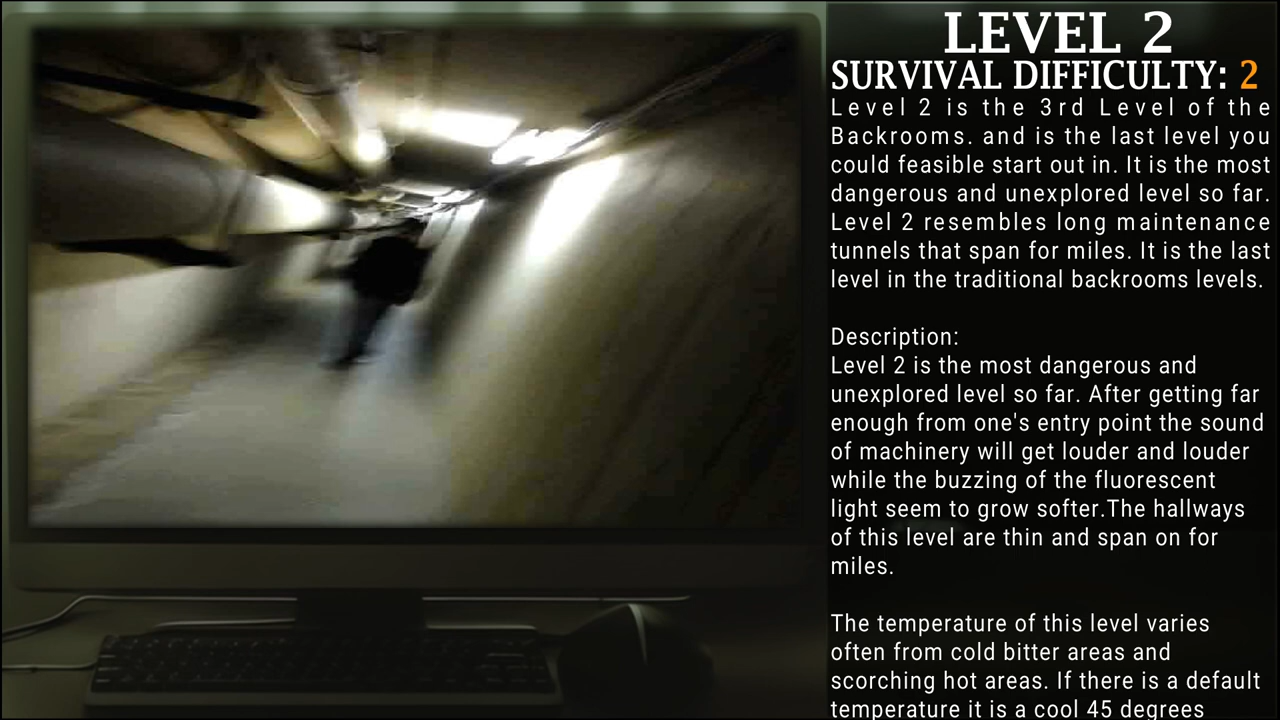 LEVEL 2
SURVIVAL DIFFICULTY: 2
Level 2 is the 3rd Level of the
Backrooms. and is the last level you
could feasible start out in. It is the most
dangerous and unexplored level so far.
Level 2 resembles long maintenance
tunnels that span for miles. It is the last
level in the traditional backrooms levels.
Description:
Level 2 is the most dangerous and
unexplored level so far. After getting far
enough from one's entry point the sound
of machinery will get louder and louder
while the buzzing of the fluorescent
light seem to grow softer.The hallways
of this level are thin and span on for
miles.
The temperature of this level varies
often from cold bitter areas and
scorching hot areas. If there is a default
temperature it is a cool 45 degrees